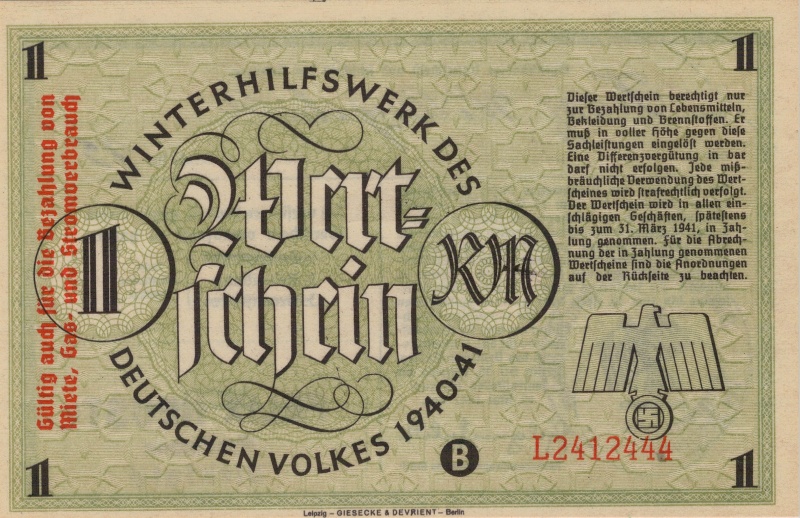 1
1
WINTERHILFSWERK DES
Wert=
schein
1
RM
DEUTSCHEN VOLKES 1940-41
Gültig auch für die Bezahlung von
Miete, Gas- und Stromverbrauch
Dieser Wertschein berechtigt nur
zur Bezahlung von Lebensmitteln,
Bekleidung und Brennstoffen. Er
muß in voller Höhe gegen diese
Sachleistungen eingelöst werden.
Eine Differenzvergütung in bar
darf nicht erfolgen. Jede miß-
bräuchliche Verwendung des Wert-
scheines wird strafrechtlich verfolgt.
Der Wertschein wird in allen ein-
schlägigen Geschäften, spätestens
bis zum 31. März 1941, in Zah-
lung genommen. Für die Abrech-
nung der in Zahlung genommenen
Wertscheine sind die Anordnungen
auf der Rückseite zu beachten.
B
L2412444
1
1
Leipzig – GIESECKE & DEVRIENT – Berlin